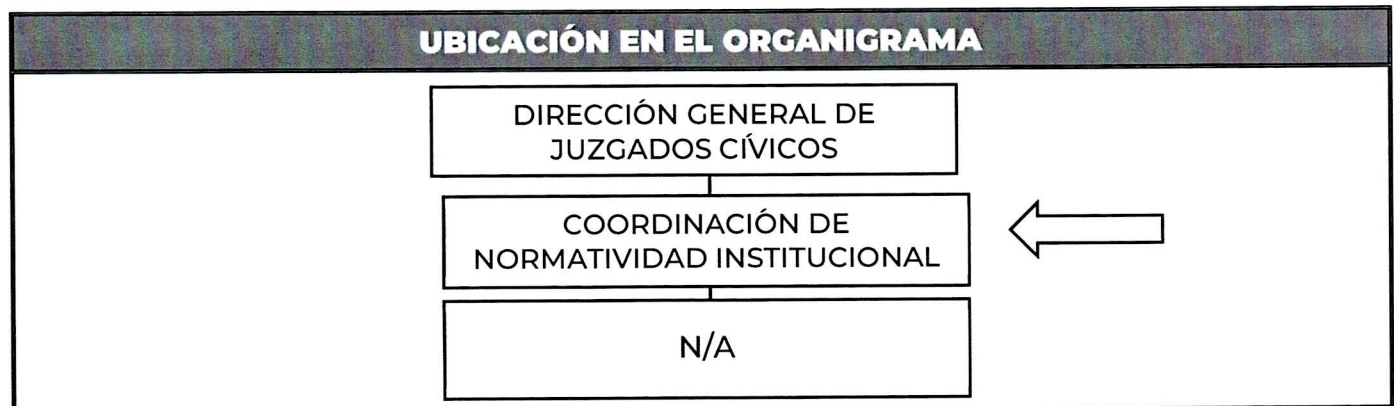 UBICACIÓN EN EL ORGANIGRAMA
DIRECCIÓN GENERAL DE
JUZGADOS CÍVICOS
COORDINACIÓN DE
NORMATIVIDAD INSTITUCIONAL
N/A